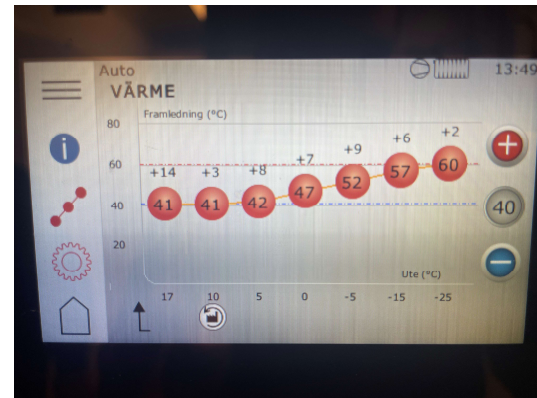 Auto
13:49
VÄRME
Framledning (°C)
80
+14 +3 +8 +7 +9 +6 +2
60
41 41 42 47 52 57 60
40
40
20
Ute (°C)
17 10 5 0 -5 -15 -25